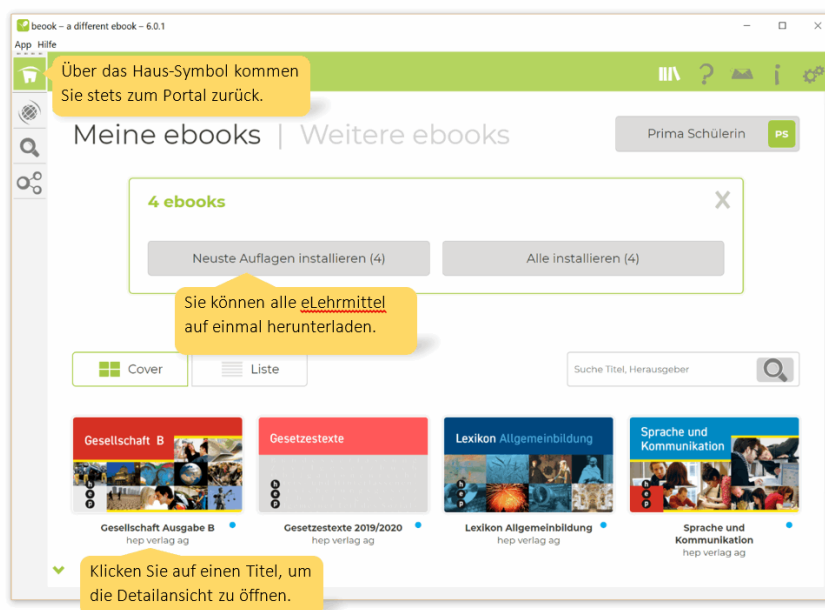 beook – a different ebook – 6.0.1
App Hilfe
Über das Haus-Symbol kommen
Sie stets zum Portal zurück.
Meine ebooks | Weitere ebooks
Prima Schülerin PS
4 ebooks
Neuste Auflagen installieren (4)
Alle installieren (4)
Sie können alle eLehrmittel
auf einmal herunterladen.
Cover
Liste
Suche Titel, Herausgeber
Gesellschaft B
hep
Gesellschaft Ausgabe B
hep verlag ag
Gesetzestexte
hep
Gesetzestexte 2019/2020
hep verlag ag
Lexikon Allgemeinbildung
hep
Lexikon Allgemeinbildung
hep verlag ag
Sprache und
Kommunikation
hep
Sprache und
Kommunikation
hep verlag ag
Klicken Sie auf einen Titel, um
die Detailansicht zu öffnen.